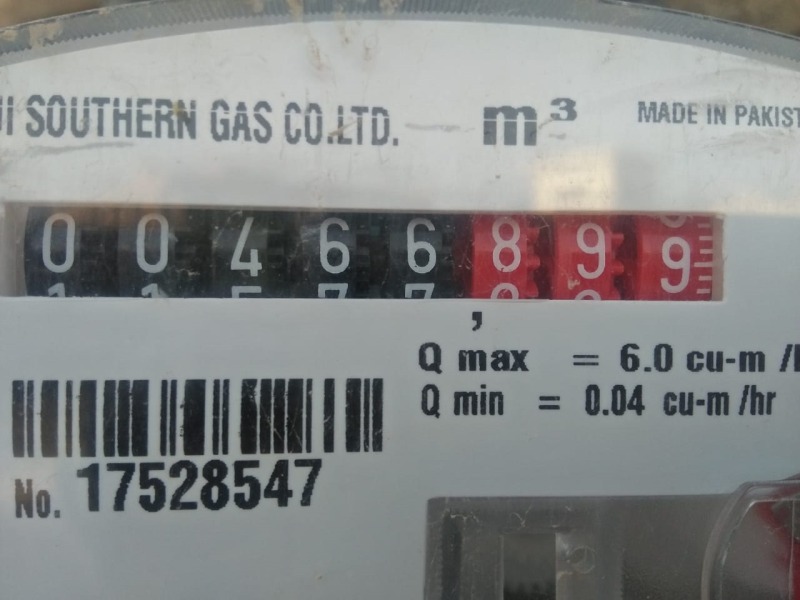 UI SOUTHERN GAS CO.LTD. m³ MADE IN PAKIST
00466899
,
Q max = 6.0 cu-m /h
Q min = 0.04 cu-m /hr
No. 17528547